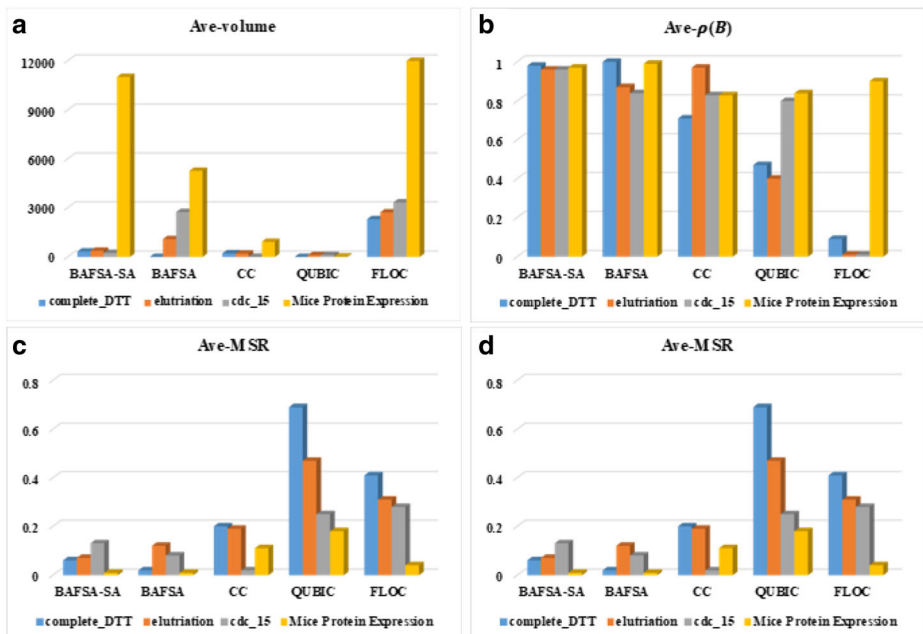 a
Ave-volume
12000
9000
6000
3000
0
BAFSA-SA BAFSA CC QUBIC FLOC
complete_DTT elutriation cdc_15 Mice Protein Expression
b
Ave-ρ(B)
1
0.8
0.6
0.4
0.2
0
BAFSA-SA BAFSA CC QUBIC FLOC
complete_DTT elutriation cdc_15 Mice Protein Expression
c
Ave-MSR
0.8
0.6
0.4
0.2
0
BAFSA-SA BAFSA CC QUBIC FLOC
complete_DTT elutriation cdc_15 Mice Protein Expression
d
Ave-MSR
0.8
0.6
0.4
0.2
0
BAFSA-SA BAFSA CC QUBIC FLOC
complete_DTT elutriation cdc_15 Mice Protein Expression